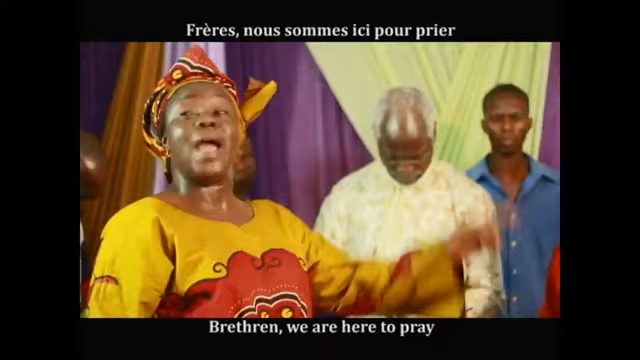 Frères, nous sommes ici pour prier
Brethren, we are here to pray